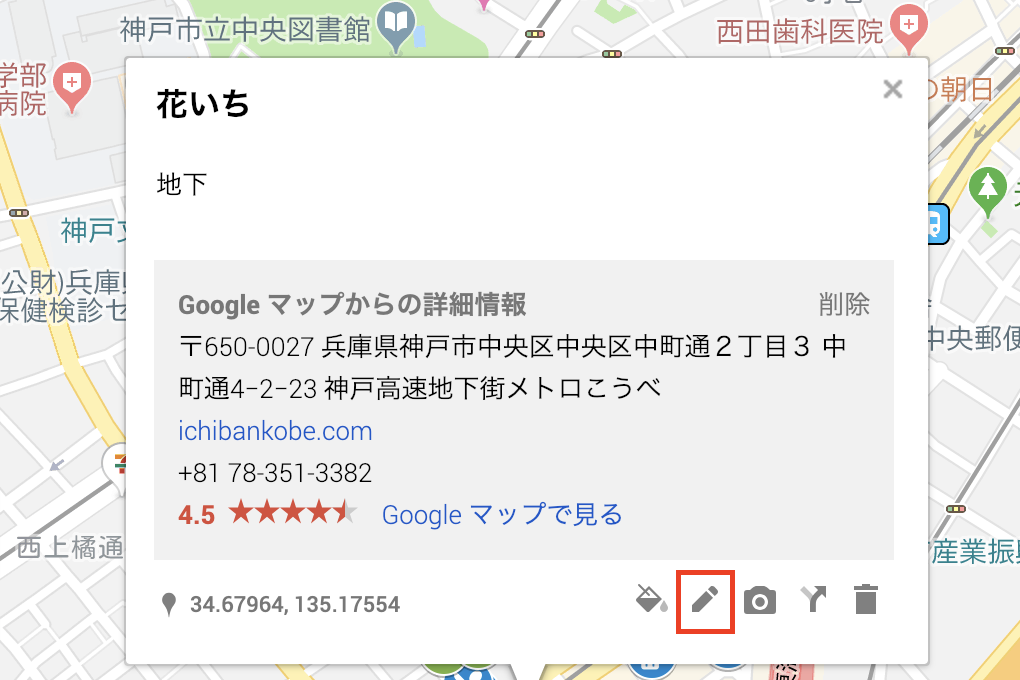 神戸市立中央図書館
西田歯科医院
学部
病院
の朝日
花いち
地下
神戸文
(公財)兵庫県
保健検診セ
Google マップからの詳細情報
削除
〒650-0027 兵庫県神戸市中央区中央区中町通２丁目３ 中
町通4−2−23 神戸高速地下街メトロこうべ
ichibankobe.com
+81 78-351-3382
4.5
Google マップで見る
中央郵便
西上橘通
産業振興
34.67964, 135.17554